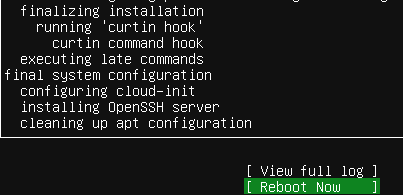 finalizing installation
running 'curtin hook'
curtin command hook
executing late commands
final system configuration
configuring cloud-init
installing OpenSSH server
cleaning up apt configuration
[ View full log ]
[ Reboot Now ]